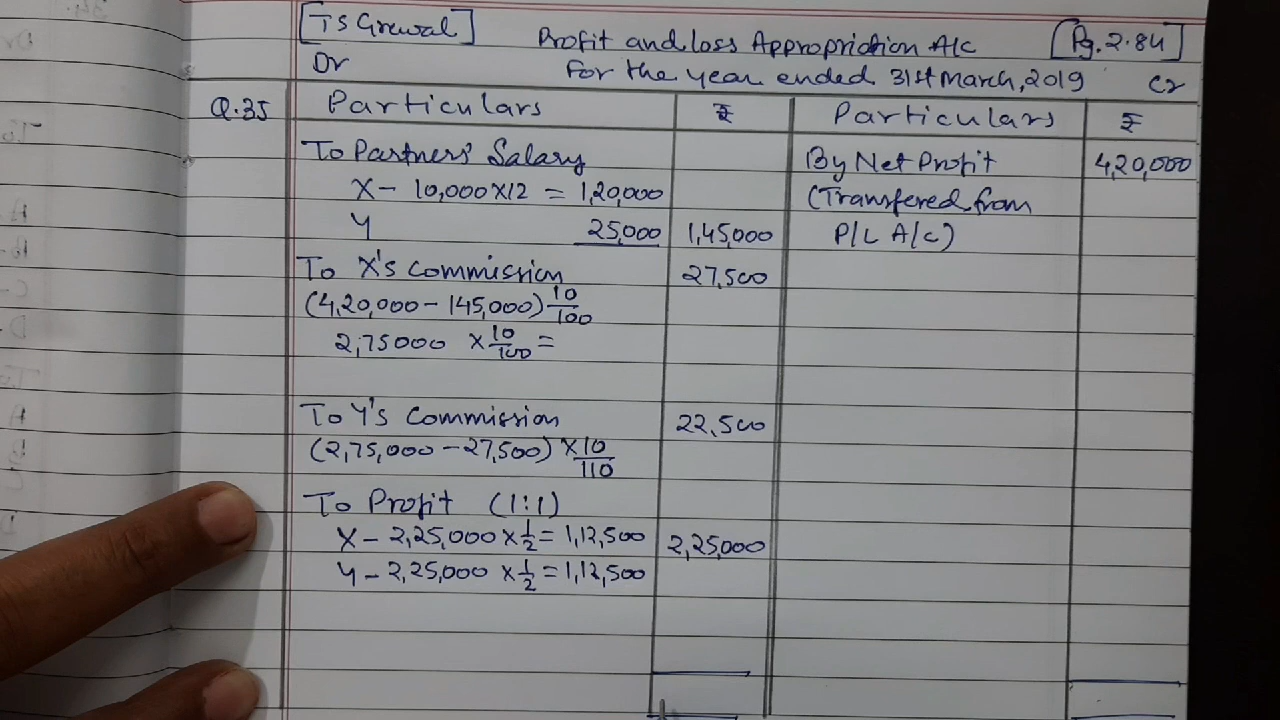 [TS Grewal] Profit and loss Appropriation A/c [Pg. 2.84]
Dr for the year ended 31st March, 2019 Cr
Q.35 Particulars ₹ Particulars ₹
To Partners' Salary By Net Profit 4,20,000
X - 10,000 X12 = 1,20,000 (Transfered from
Y 25,000 1,45,000 P/L A/c)
To X's Commission 27,500
(4,20,000 - 145,000) 10/100
2,75000 x 10/100 =
To Y's Commission 22,500
(2,75,000 - 27,500) x 10/110
To Profit (1:1)
X - 2,25,000 x 1/2 = 1,12,500 2,25,000
Y - 2,25,000 x 1/2 = 1,12,500